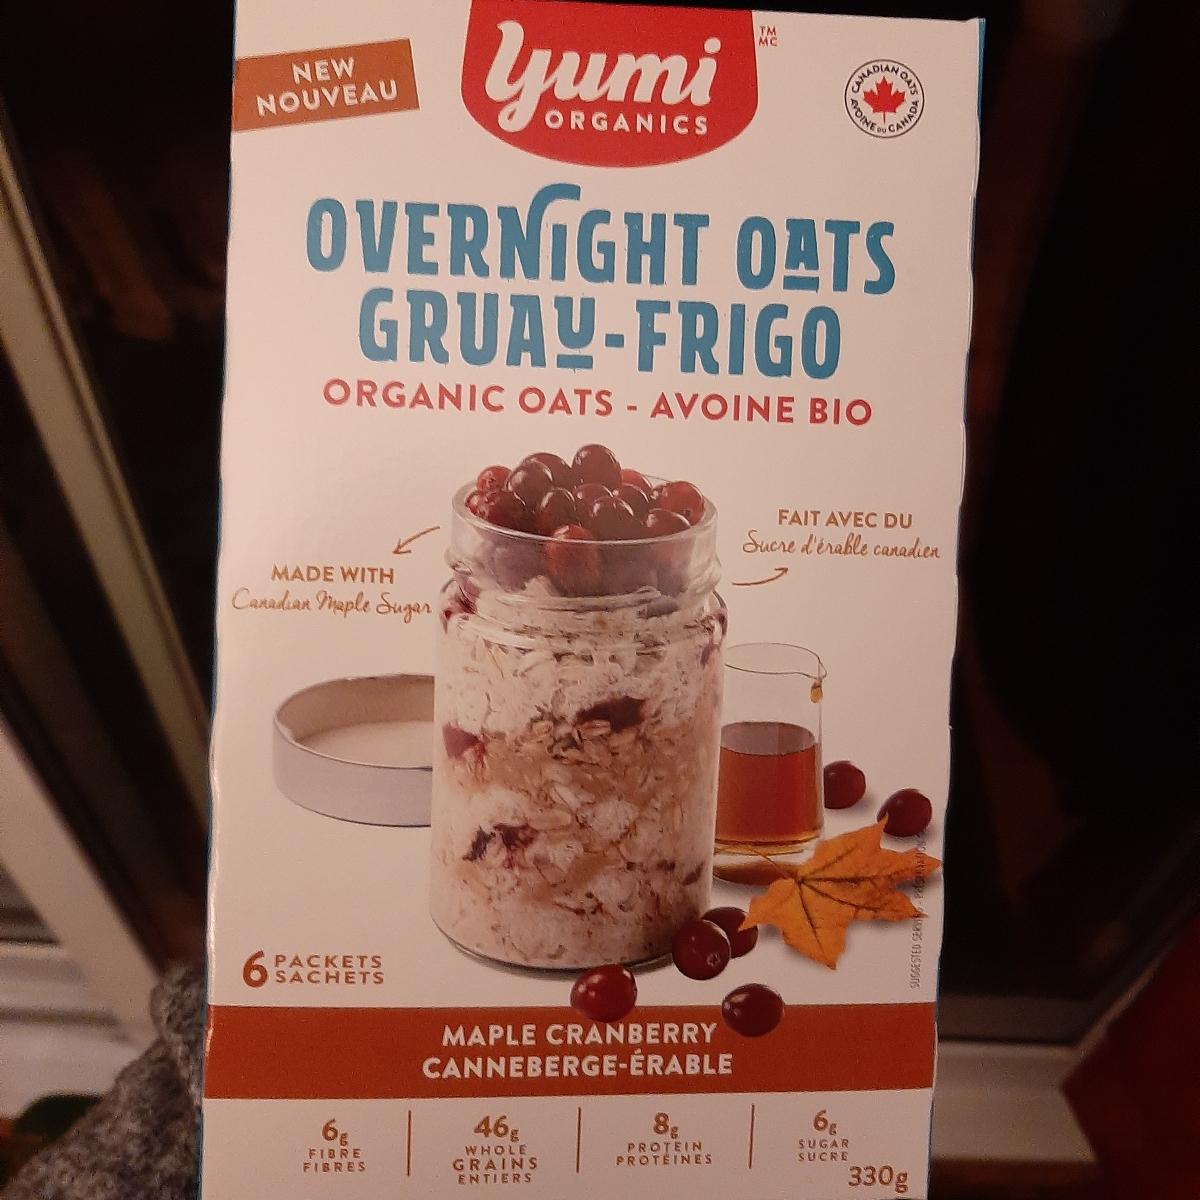 NEW
NOUVEAU
yumi
ORGANICS
TM
MC
CANADIAN OATS
AVOINE DU CANADA
OVERNIGHT OATS
GRUAU-FRIGO
ORGANIC OATS - AVOINE BIO
MADE WITH
Canadian Maple Sugar
FAIT AVEC DU
Sucre d'érable canadien
6 PACKETS
SACHETS
SUGGESTED
MAPLE CRANBERRY
CANNEBERGE-ÉRABLE
6g
FIBRE
FIBRES
46g
WHOLE
GRAINS
ENTIERS
8g
PROTEIN
PROTÉINES
6g
SUGAR
SUCRE
330g